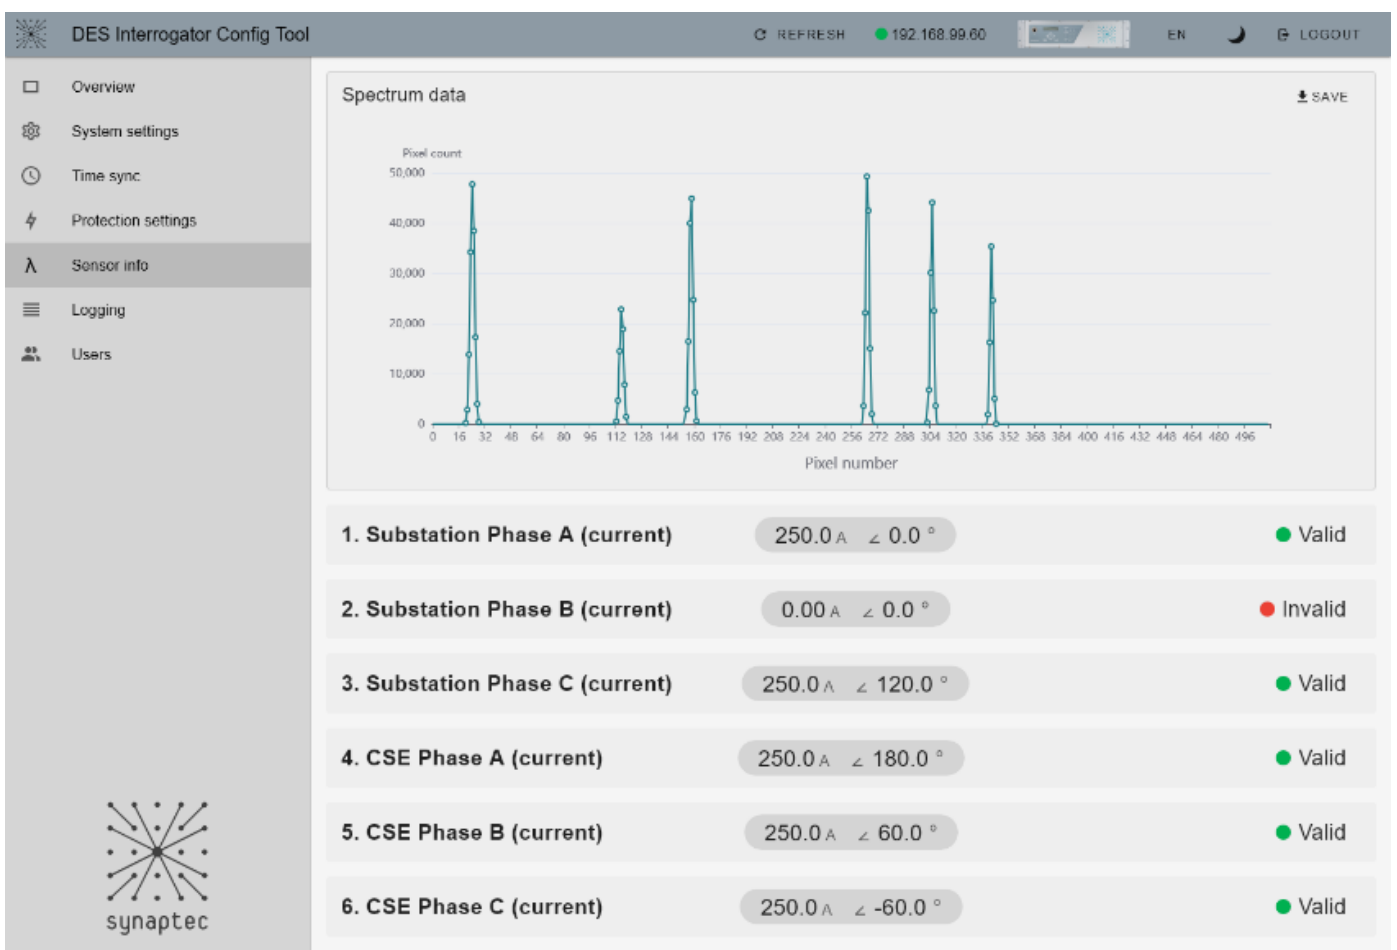 DES Interrogator Config Tool
REFRESH
192.168.99.60
EN
LOGOUT
Overview
System settings
Time sync
Protection settings
λ Sensor info
Logging
Users
synaptec
Spectrum data
SAVE
Pixel count
50,000
40,000
30,000
20,000
10,000
0
0 16 32 48 64 80 96 112 128 144 160 176 192 208 224 240 256 272 288 304 320 336 352 368 384 400 416 432 448 464 480 496
Pixel number
1. Substation Phase A (current) 250.0 A ∠ 0.0 ° Valid
2. Substation Phase B (current) 0.00 A ∠ 0.0 ° Invalid
3. Substation Phase C (current) 250.0 A ∠ 120.0 ° Valid
4. CSE Phase A (current) 250.0 A ∠ 180.0 ° Valid
5. CSE Phase B (current) 250.0 A ∠ 60.0 ° Valid
6. CSE Phase C (current) 250.0 A ∠ -60.0 ° Valid